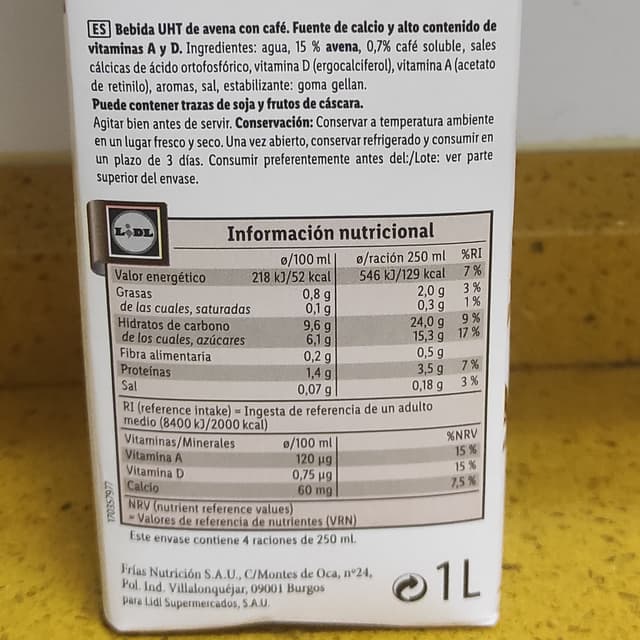 ES Bebida UHT de avena con café. Fuente de calcio y alto contenido de
vitaminas A y D. Ingredientes: agua, 15 % avena, 0,7% café soluble, sales
cálcicas de ácido ortofosfórico, vitamina D (ergocalciferol), vitamina A (acetato
de retinilo), aromas, sal, estabilizante: goma gellan.
Puede contener trazas de soja y frutos de cáscara.
Agitar bien antes de servir. Conservación: Conservar a temperatura ambiente
en un lugar fresco y seco. Una vez abierto, conservar refrigerado y consumir en
un plazo de 3 días. Consumir preferentemente antes del:/Lote: ver parte
superior del envase.
LIDL
Información nutricional
ø/100 ml ø/ración 250 ml %RI
Valor energético 218 kJ/52 kcal 546 kJ/129 kcal 7 %
Grasas 0,8 g 2,0 g 3 %
de las cuales, saturadas 0,1 g 0,3 g 1 %
Hidratos de carbono 9,6 g 24,0 g 9 %
de los cuales, azúcares 6,1 g 15,3 g 17 %
Fibra alimentaria 0,2 g 0,5 g
Proteínas 1,4 g 3,5 g 7 %
Sal 0,07 g 0,18 g 3 %
RI (reference intake) = Ingesta de referencia de un adulto
medio (8400 kJ/2000 kcal)
Vitaminas/Minerales ø/100 ml %NRV
Vitamina A 120 µg 15 %
Vitamina D 0,75 µg 15 %
Calcio 60 mg 7,5 %
NRV (nutrient reference values)
= Valores de referencia de nutrientes (VRN)
Este envase contiene 4 raciones de 250 ml.
170357977
Frías Nutrición S.A.U., C/Montes de Oca, nº24,
Pol. Ind. Villalonquéjar, 09001 Burgos
para Lidl Supermercados, S.A.U.
1L